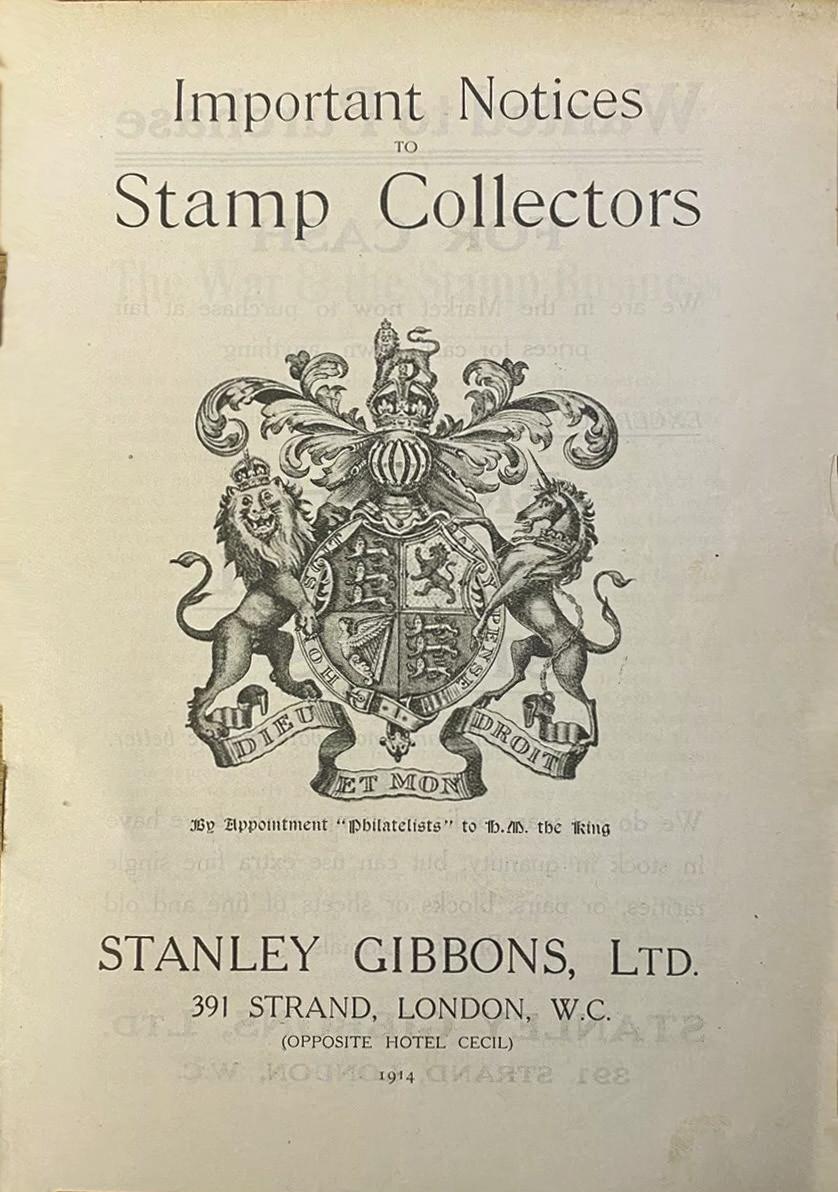 Important Notices
TO
Stamp Collectors
HONI SOIT QUI MAL Y PENSE
DIEU
ET MON
DROIT
By Appointment "Philatelists" to H.M. the King
STANLEY GIBBONS, LTD.
391 STRAND, LONDON, W.C.
(OPPOSITE HOTEL CECIL)
1914